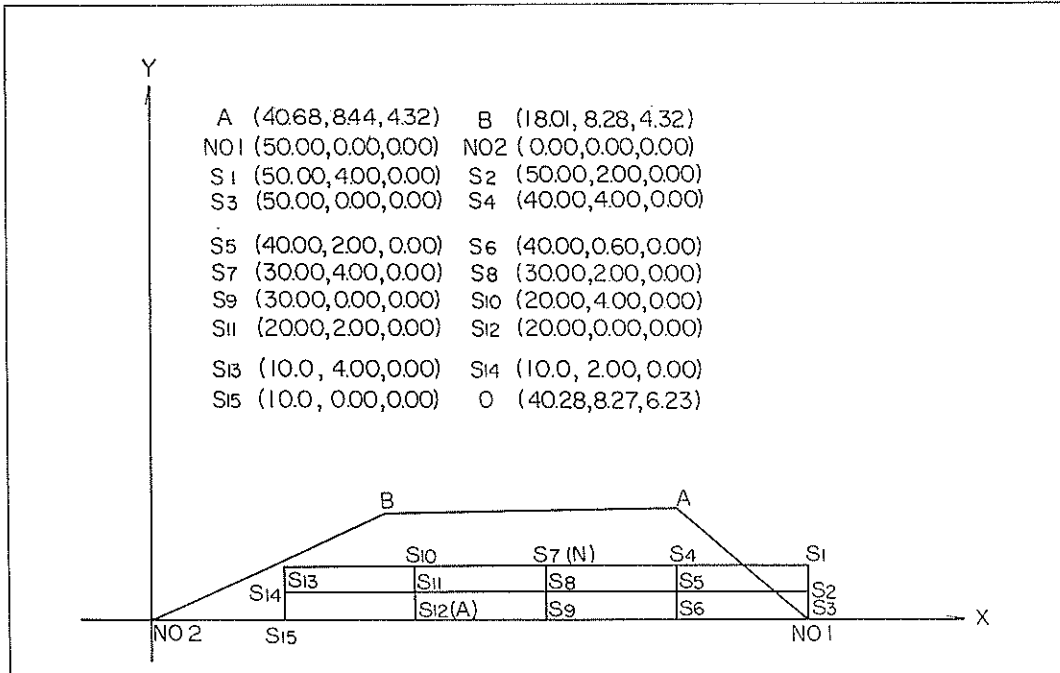 Y
A (40.68,8.44,4.32) B (18.01, 8.28,4.32)
NO1 (50.00,0.00,0.00) NO2 (0.00,0.00,0.00)
S1 (50.00,4.00,0.00) S2 (50.00,2.00,0.00)
S3 (50.00,0.00,0.00) S4 (40.00,4.00,0.00)
S5 (40.00,2.00,0.00) S6 (40.00,0.60,0.00)
S7 (30.00,4.00,0.00) S8 (30.00,2.00,0.00)
S9 (30.00,0.00,0.00) S10 (20.00,4.00,0.00)
S11 (20.00,2.00,0.00) S12 (20.00,0.00,0.00)
S13 (10.0, 4.00,0.00) S14 (10.0, 2.00,0.00)
S15 (10.0, 0.00,0.00) O (40.28,8.27,6.23)
B A
S10 S7(N) S4 S1
S14 S13 S11 S8 S5 S2
S12(A) S9 S6 S3
X
NO 2 S15 NO 1